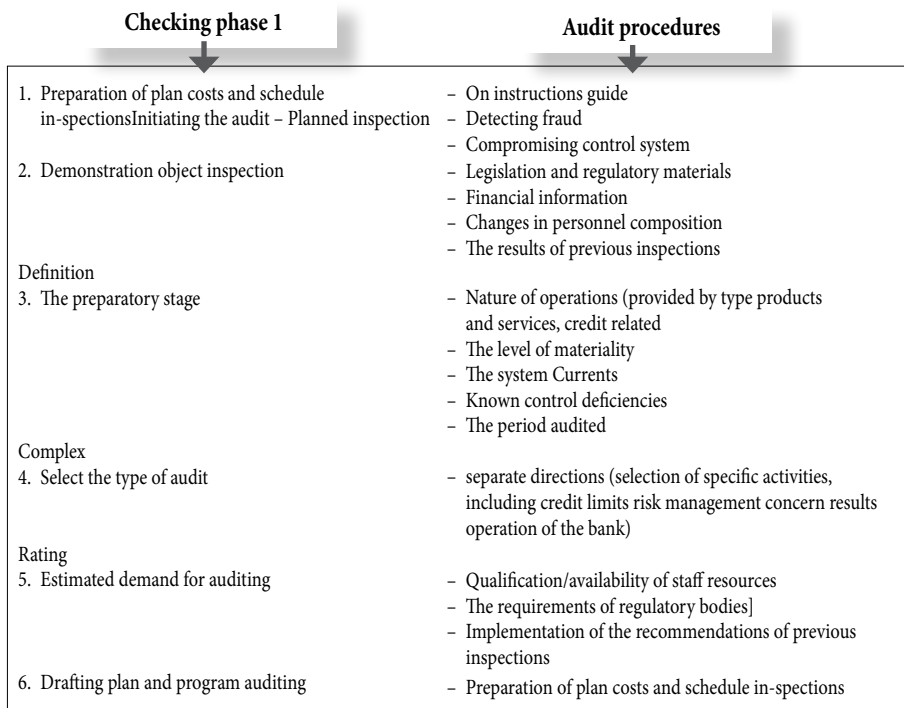 Checking phase 1
Audit procedures
1. Preparation of plan costs and schedule
in-spectionsInitiating the audit – Planned inspection
– On instructions guide
– Detecting fraud
– Compromising control system
2. Demonstration object inspection
– Legislation and regulatory materials
– Financial information
– Changes in personnel composition
– The results of previous inspections
Definition
3. The preparatory stage
– Nature of operations (provided by type products
and services, credit related
– The level of materiality
– The system Currents
– Known control deficiencies
– The period audited
Complex
4. Select the type of audit
– separate directions (selection of specific activities,
including credit limits risk management concern results
operation of the bank)
Rating
5. Estimated demand for auditing
– Qualification/availability of staff resources
– The requirements of regulatory bodies]
– Implementation of the recommendations of previous
inspections
6. Drafting plan and program auditing
– Preparation of plan costs and schedule in-spections